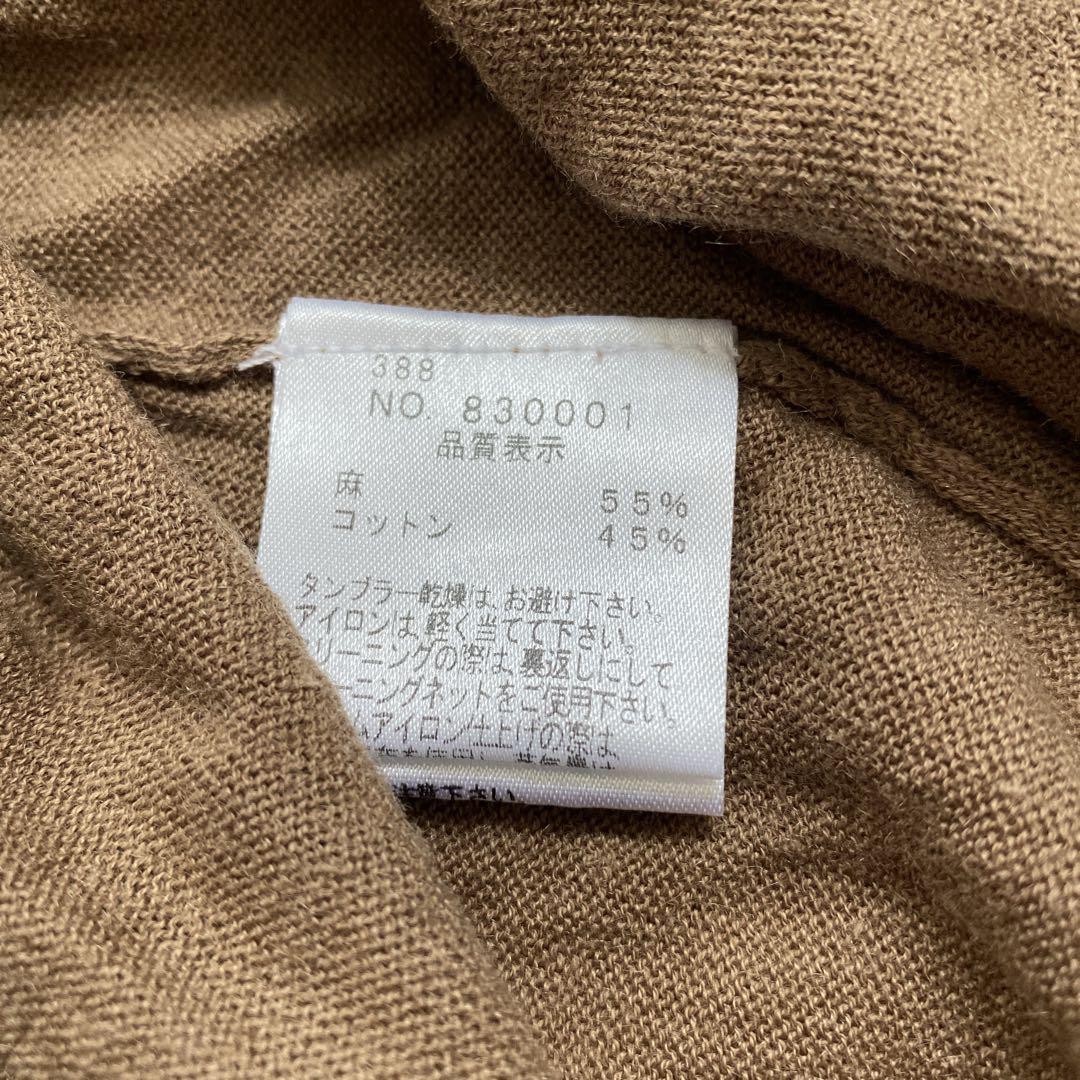 388
NO. 830001
品質表示
麻 55%
コットン 45%
タンブラー乾燥は、お避け下さい。
アイロンは、軽く当てて下さい。
リーニングの際は、裏返しにして
ーニングネットをご使用下さい。
ムアイロン仕上げの際は
下さい